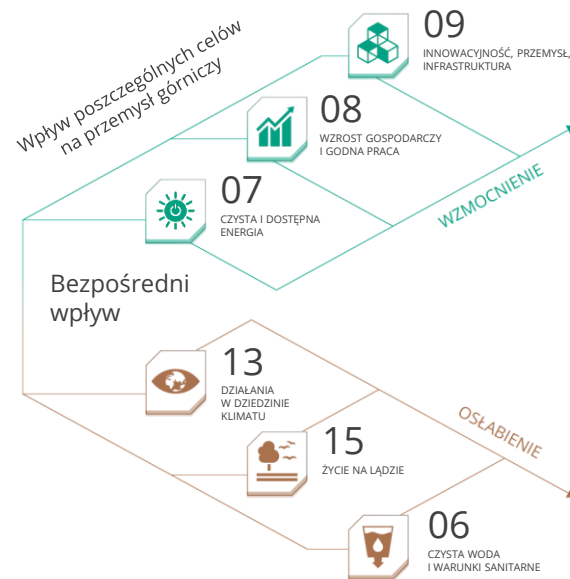 Wpływ poszczególnych celów
na przemysł górniczy
09
INNOWACYJNOŚĆ, PRZEMYSŁ,
INFRASTRUKTURA
08
WZROST GOSPODARCZY
I GODNA PRACA
07
CZYSTA I DOSTĘPNA
ENERGIA
WZMOCNIENIE
Bezpośredni
wpływ
13
DZIAŁANIA
W DZIEDZINIE
KLIMATU
15
ŻYCIE NA LĄDZIE
OSŁABIENIE
06
CZYSTA WODA
I WARUNKI SANITARNE